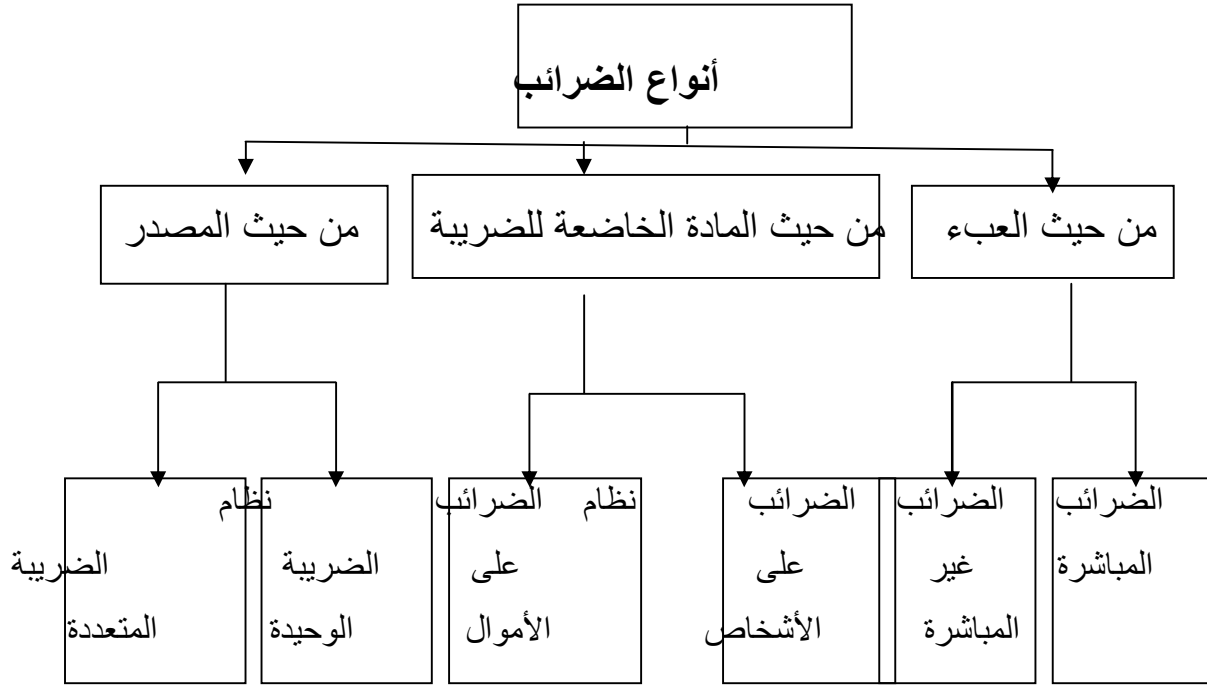 أنواع الضرائب
من حيث العبء
من حيث المادة الخاضعة للضريبة
من حيث المصدر
الضرائب
المباشرة
الضرائب
غير
المباشرة
الضرائب
على
الأشخاص
الضرائب
على
الأموال
نظام
الضريبة
الوحيدة
نظام
الضريبة
المتعددة